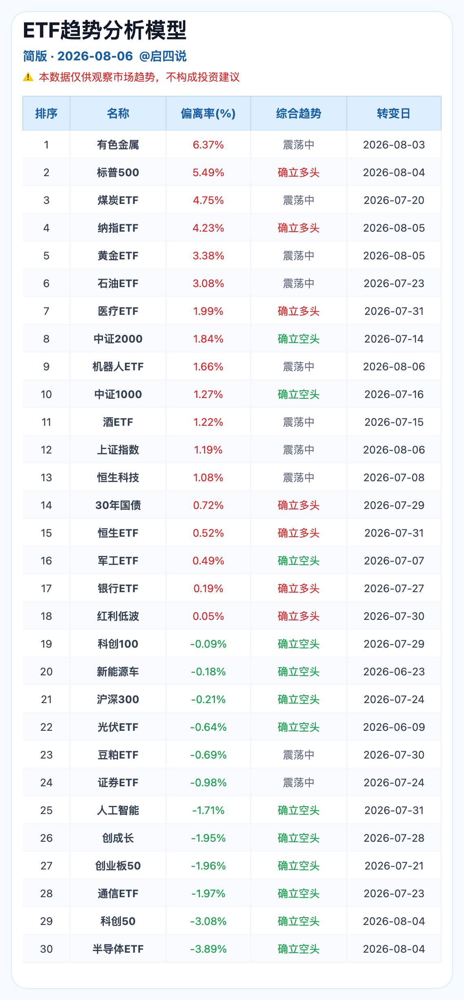 ETF趋势分析模型
简版 · 2026-08-06 @启四说
⚠ 本数据仅供观察市场趋势，不构成投资建议
排序 名称 偏离率(%) 综合趋势 转变日
1 有色金属 6.37% 震荡中 2026-08-03
2 标普500 5.49% 确立多头 2026-08-04
3 煤炭ETF 4.75% 震荡中 2026-07-20
4 纳指ETF 4.23% 确立多头 2026-08-05
5 黄金ETF 3.38% 震荡中 2026-08-05
6 石油ETF 3.08% 震荡中 2026-07-23
7 医疗ETF 1.99% 确立多头 2026-07-31
8 中证2000 1.84% 确立空头 2026-07-14
9 机器人ETF 1.66% 震荡中 2026-08-06
10 中证1000 1.27% 确立空头 2026-07-16
11 酒ETF 1.22% 震荡中 2026-07-15
12 上证指数 1.19% 震荡中 2026-08-06
13 恒生科技 1.08% 震荡中 2026-07-08
14 30年国债 0.72% 确立多头 2026-07-29
15 恒生ETF 0.52% 确立多头 2026-07-31
16 军工ETF 0.49% 确立空头 2026-07-07
17 银行ETF 0.19% 确立多头 2026-07-27
18 红利低波 0.05% 确立多头 2026-07-30
19 科创100 -0.09% 确立空头 2026-07-29
20 新能源车 -0.18% 确立空头 2026-06-23
21 沪深300 -0.21% 确立空头 2026-07-24
22 光伏ETF -0.64% 确立空头 2026-06-09
23 豆粕ETF -0.69% 震荡中 2026-07-30
24 证券ETF -0.98% 震荡中 2026-07-24
25 人工智能 -1.71% 确立空头 2026-07-31
26 创成长 -1.95% 确立空头 2026-07-28
27 创业板50 -1.96% 确立空头 2026-07-21
28 通信ETF -1.97% 确立空头 2026-07-23
29 科创50 -3.08% 确立空头 2026-08-04
30 半导体ETF -3.89% 确立空头 2026-08-04